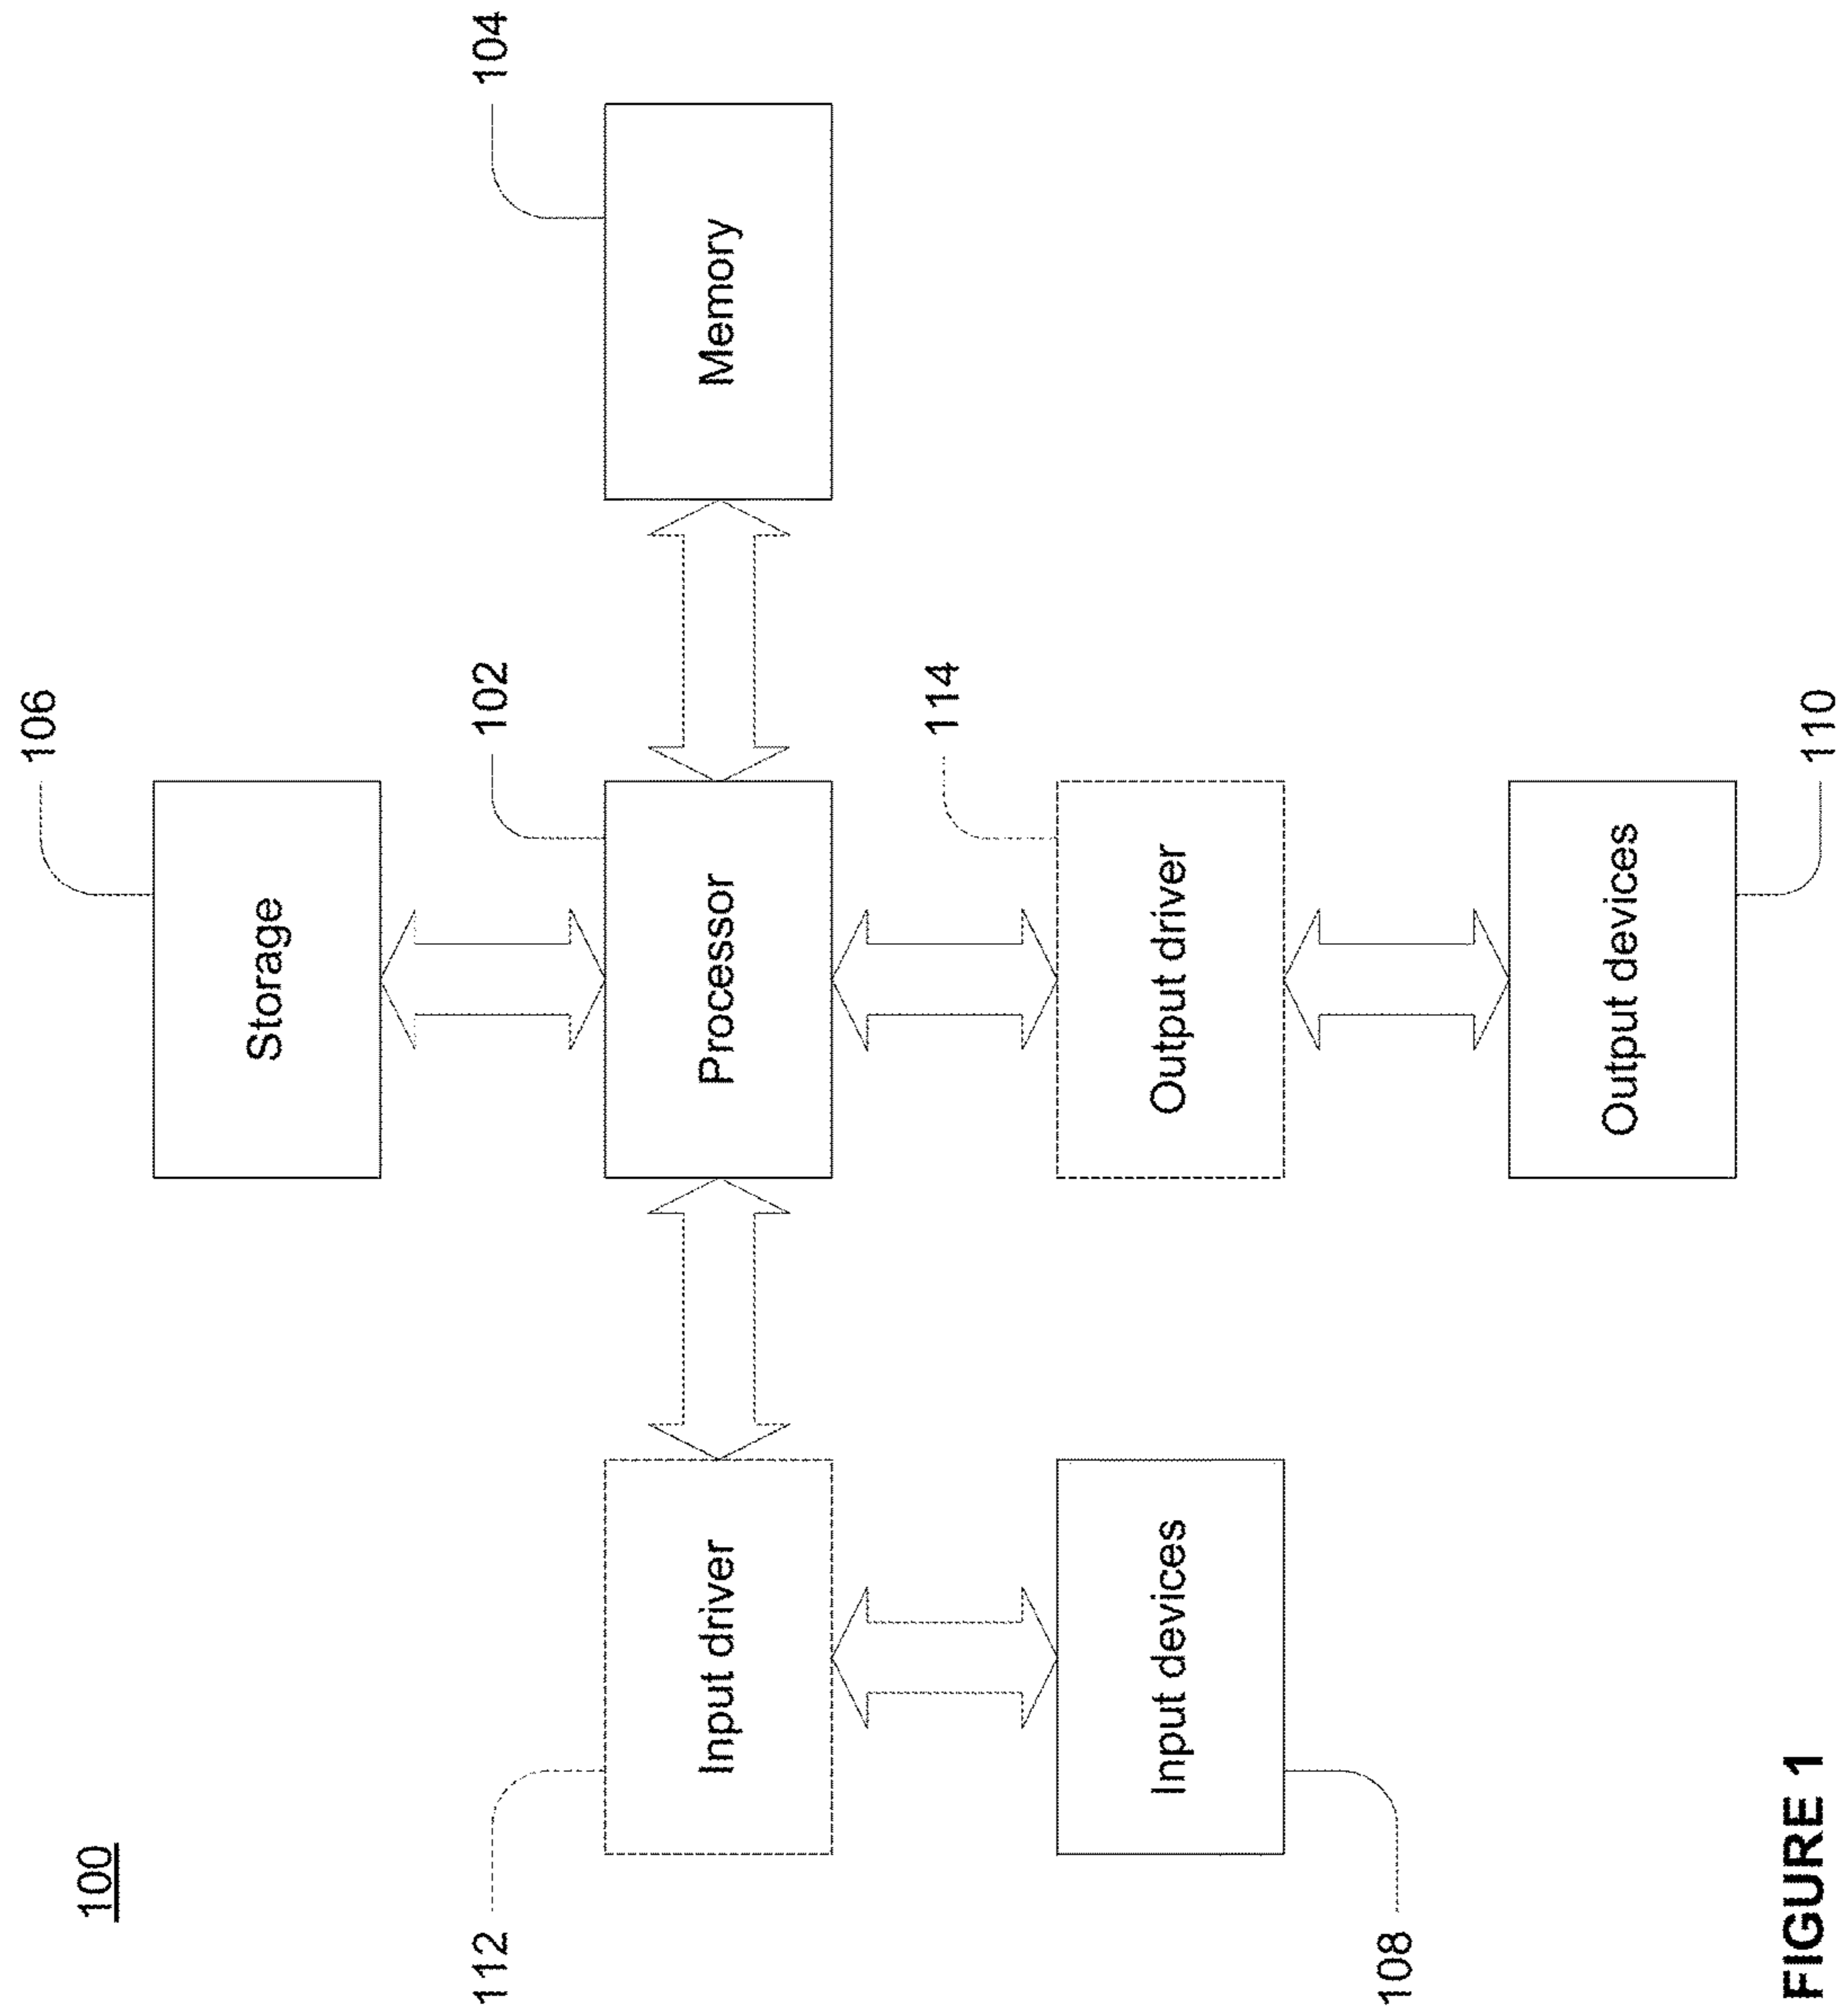 100
106
Storage
112
102
104
Input driver
Processor
Memory
114
Input devices
Output driver
108
Output devices
110
FIGURE 1